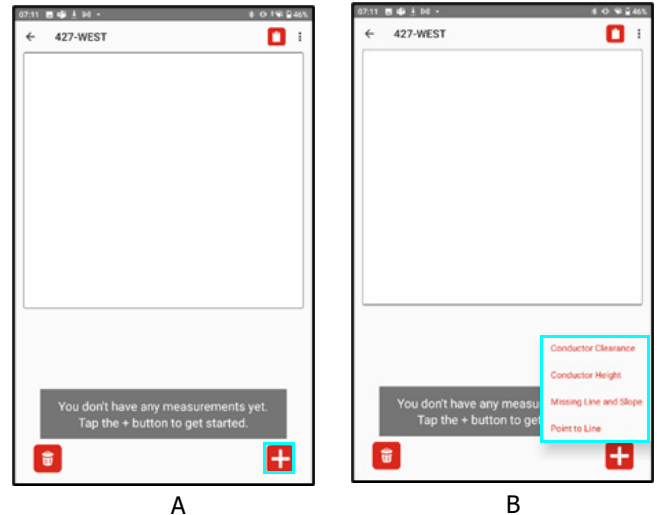 07:11
46%
427-WEST
You don't have any measurements yet.
Tap the + button to get started.
A
07:11
46%
427-WEST
Conductor Clearance
Conductor Height
Missing Line and Slope
Point to Line
You don't have any measu
Tap the + button to get
B